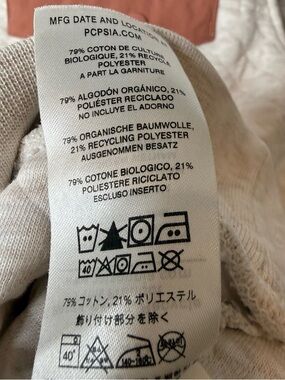 MFG DATE AND LOCATION
PCPSIA.COM
79% COTON DE CULTURE
BIOLOGIQUE, 21% RECYCLE
POLYESTER
A PART LA GARNITURE
79% ALGODÓN ORGÁNICO, 21%
POLIÉSTER RECICLADO
NO INCLUYE EL ADORNO
79% ORGANISCHE BAUMWOLLE,
21% RECYCLING POLYESTER
AUSGENOMMEN BESATZ
79% COTONE BIOLOGICO, 21%
POLIESTERE RICICLATO
ESCLUSO INSERTO
40
79% コットン, 21% ポリエステル
飾り付け部分を除く
40°